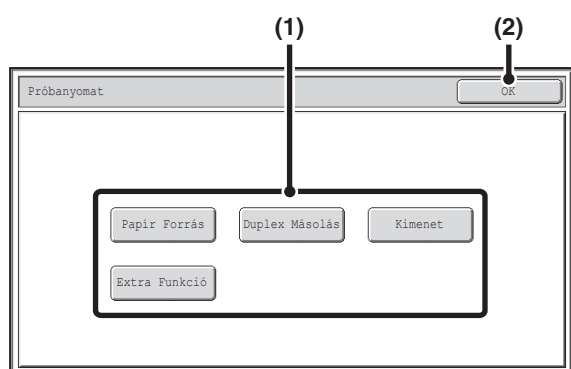 (1) (2)
Próbanyomat OK
Papír Forrás Duplex Másolás Kimenet
Extra Funkció